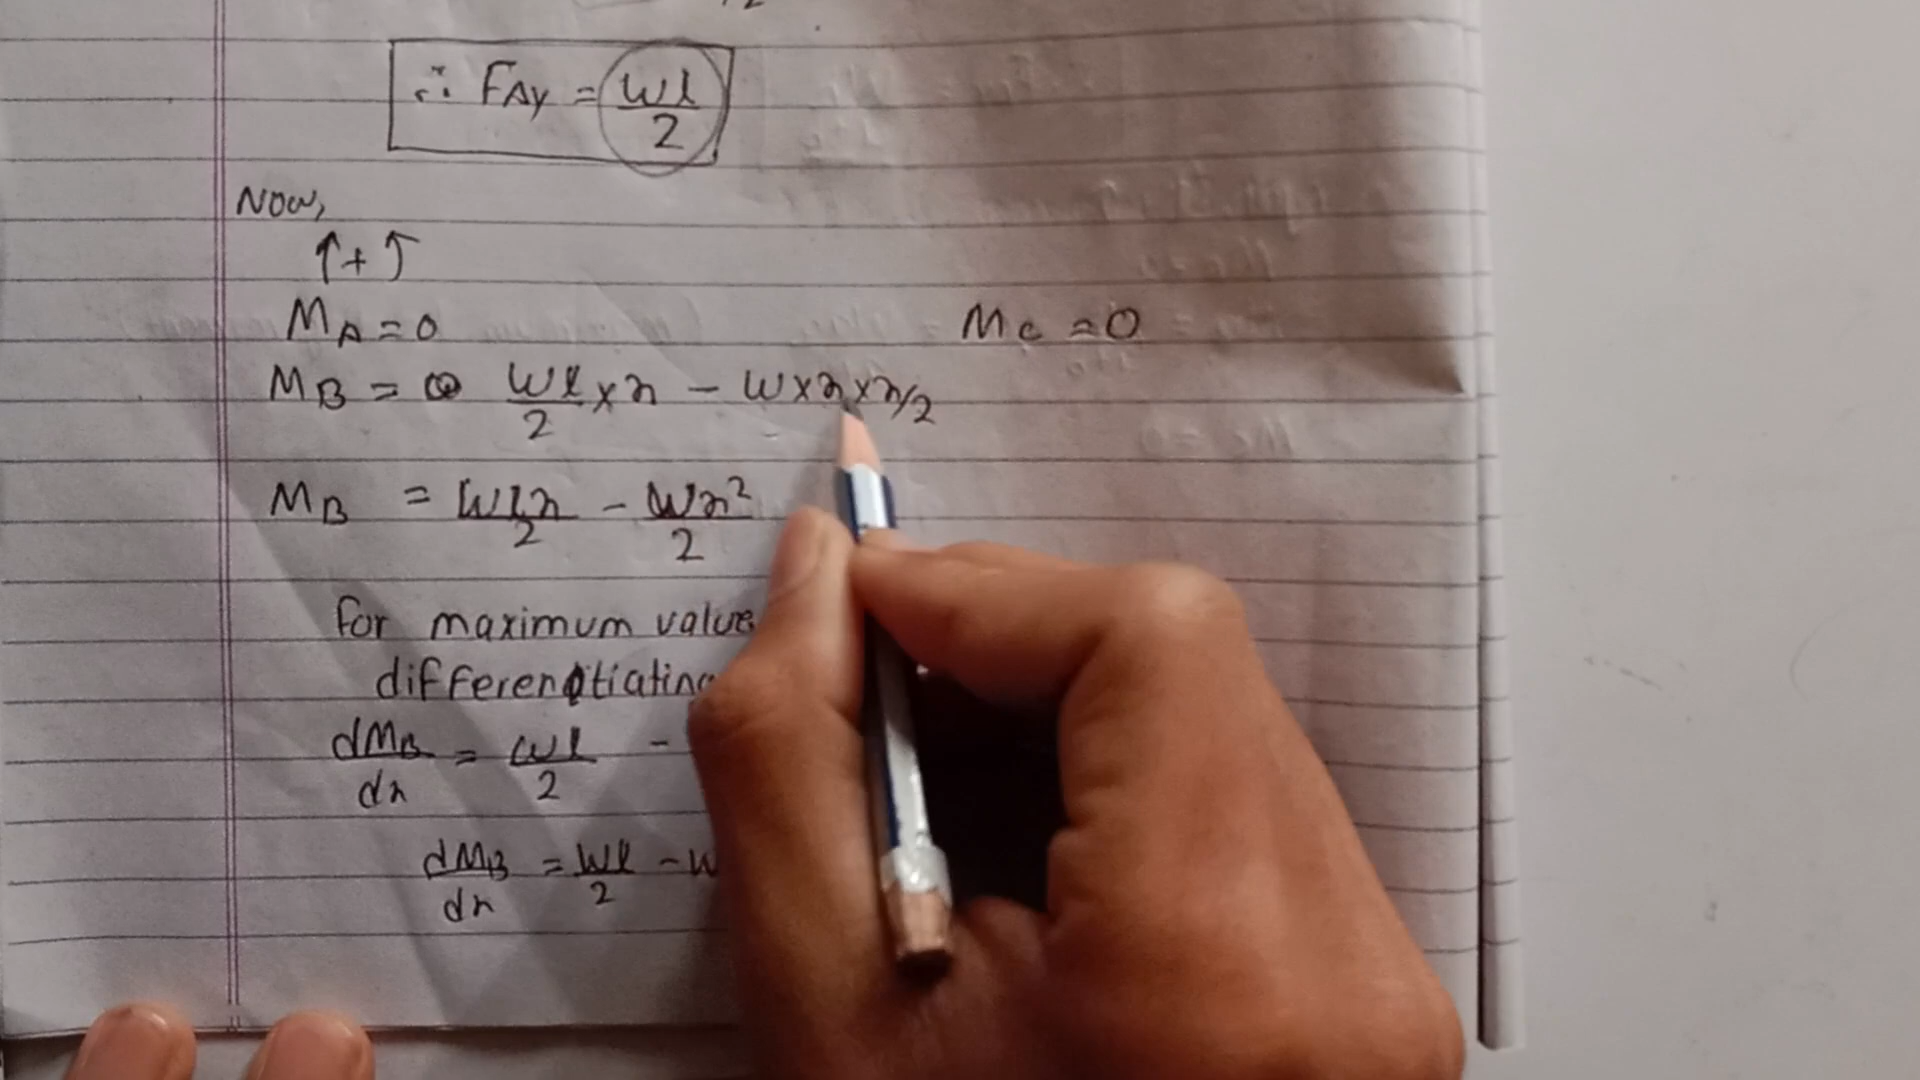 ∴ FAy = wl/2
Now,
↑+↑
MA = 0 Mc = 0
MB = wl/2 × x − w×x×x/2
MB = wlx/2 − wx²/2
for maximum value
differentiating
dMB/dx = wl/2 −
dMB/dx = wl/2 − w